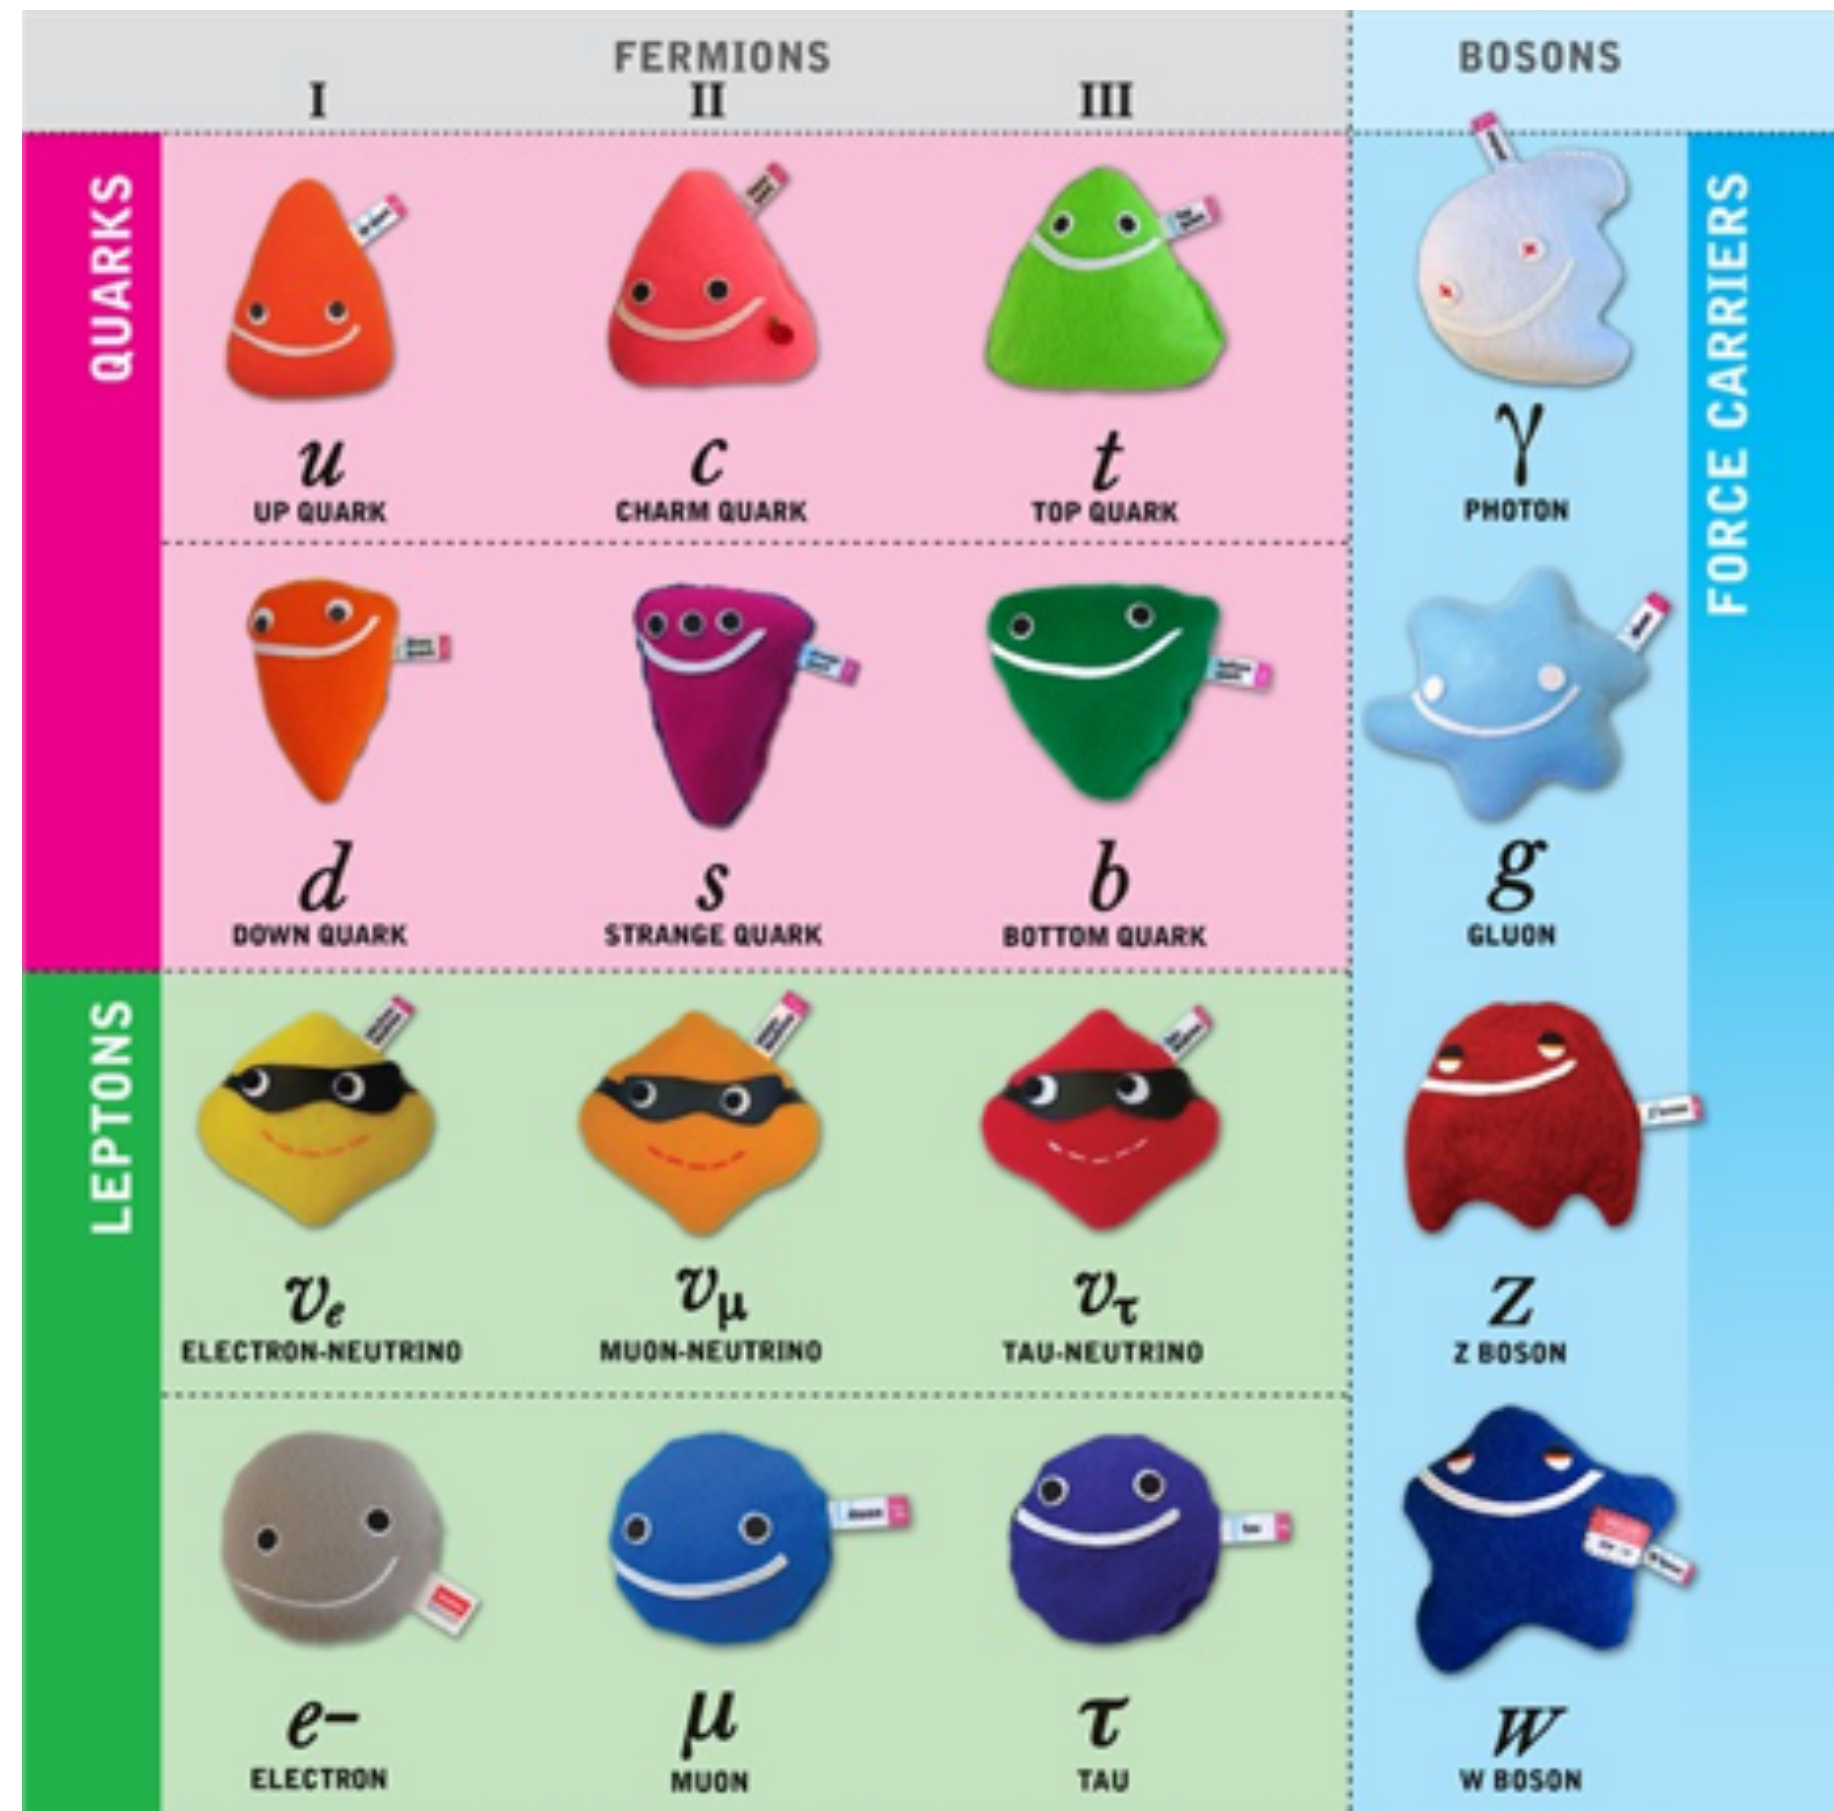 FERMIONS
BOSONS
I
II
III
QUARKS
u
c
t
γ
UP QUARK
CHARM QUARK
TOP QUARK
PHOTON
FORCE CARRIERS
d
s
b
g
DOWN QUARK
STRANGE QUARK
BOTTOM QUARK
GLUON
LEPTONS
νe
νμ
ντ
Z
ELECTRON-NEUTRINO
MUON-NEUTRINO
TAU-NEUTRINO
Z BOSON
e−
μ
τ
W
ELECTRON
MUON
TAU
W BOSON